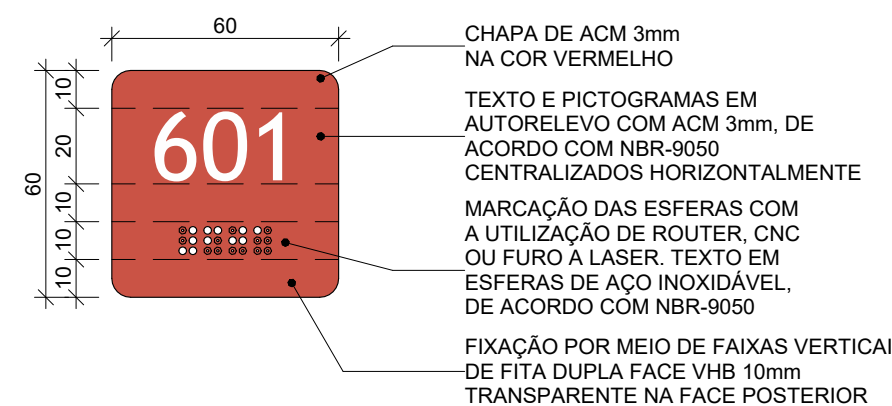 60
CHAPA DE ACM 3mm
NA COR VERMELHO
10
20
10
10
10
60
601
TEXTO E PICTOGRAMAS EM
AUTORELEVO COM ACM 3mm, DE
ACORDO COM NBR-9050
CENTRALIZADOS HORIZONTALMENTE
MARCAÇÃO DAS ESFERAS COM
A UTILIZAÇÃO DE ROUTER, CNC
OU FURO A LASER. TEXTO EM
ESFERAS DE AÇO INOXIDÁVEL,
DE ACORDO COM NBR-9050
FIXAÇÃO POR MEIO DE FAIXAS VERTICAI
DE FITA DUPLA FACE VHB 10mm
TRANSPARENTE NA FACE POSTERIOR